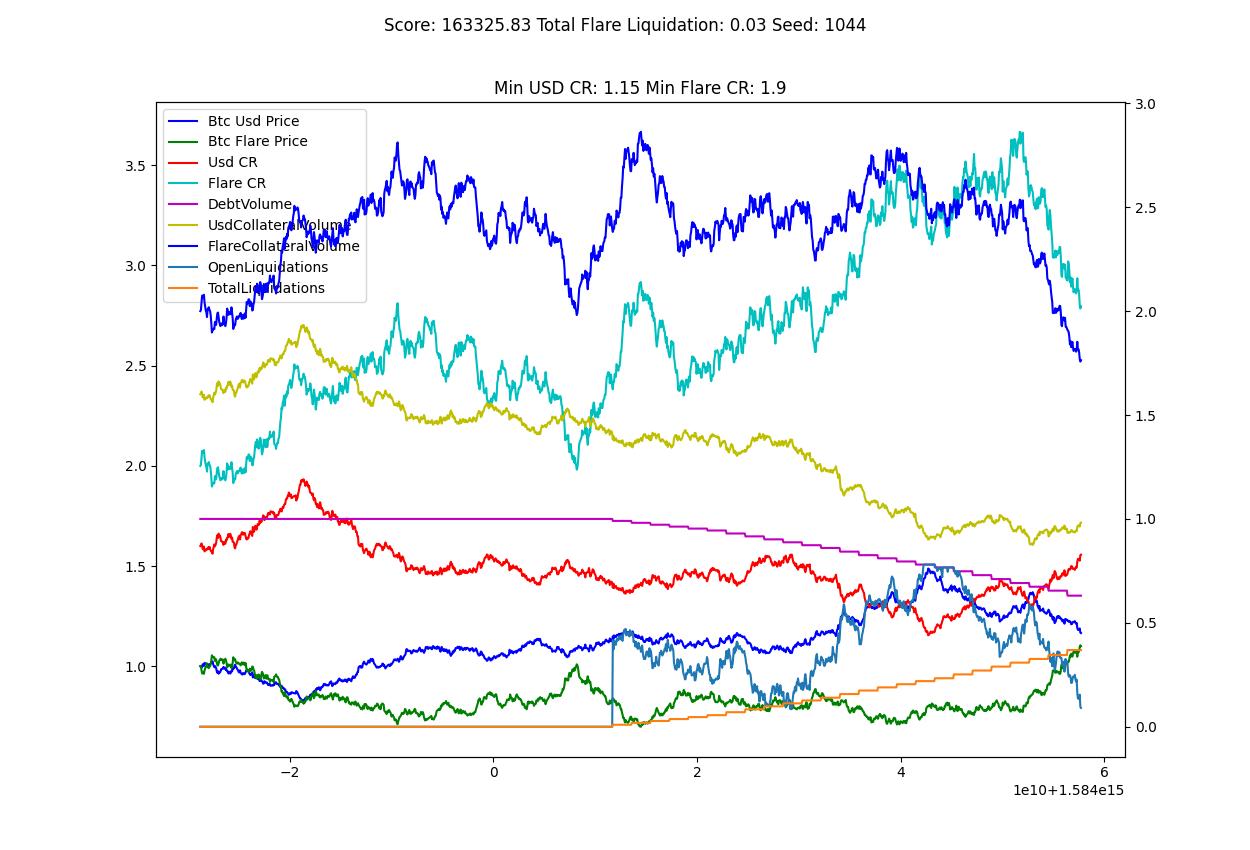 Score: 163325.83 Total Flare Liquidation: 0.03 Seed: 1044
Min USD CR: 1.15 Min Flare CR: 1.9
Btc Usd Price
Btc Flare Price
Usd CR
Flare CR
DebtVolume
UsdCollateralVolume
FlareCollateralVolume
OpenLiquidations
TotalLiquidations
3.5
3.0
2.5
2.0
1.5
1.0
3.0
2.5
2.0
1.5
1.0
0.5
0.0
−2
0
2
4
6
1e10+1.584e15